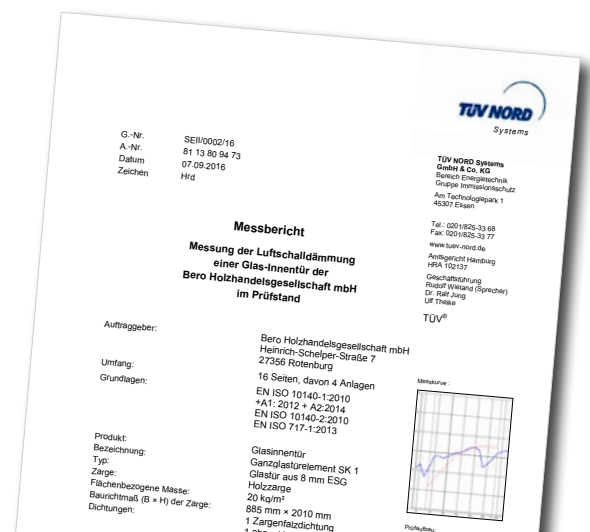 TÜV NORD
Systems
G.-Nr. SEII/0002/16
A.-Nr. 81 13 80 94 73
Datum 07.09.2016
Zeichen Hrd
TÜV NORD Systems
GmbH & Co. KG
Bereich Energietechnik
Gruppe Immissionsschutz
Am Technologiepark 1
45307 Essen
Tel.: 0201/825-33 68
Fax: 0201/825-33 77
www.tuev-nord.de
Amtsgericht Hamburg
HRA 102137
Geschäftsführung
Rudolf Wieland (Sprecher)
Dr. Ralf Jung
Ulf Theike
TÜV®
Messbericht
Messung der Luftschalldämmung
einer Glas-Innentür der
Bero Holzhandelsgesellschaft mbH
im Prüfstand
Auftraggeber: Bero Holzhandelsgesellschaft mbH
Heinrich-Schelper-Straße 7
27356 Rotenburg
Umfang: 16 Seiten, davon 4 Anlagen
Grundlagen: EN ISO 10140-1:2010
+A1: 2012 + A2:2014
EN ISO 10140-2:2010
EN ISO 717-1:2013
Messkurve :
Produkt: Glasinnentür
Bezeichnung: Ganzglastürelement SK 1
Typ: Glastür aus 8 mm ESG
Zarge: Holzzarge
Flächenbezogene Masse: 20 kg/m²
Baurichtmaß (B × H) der Zarge: 885 mm × 2010 mm
Dichtungen: 1 Zargenfalzdichtung
Prüfaufbau: